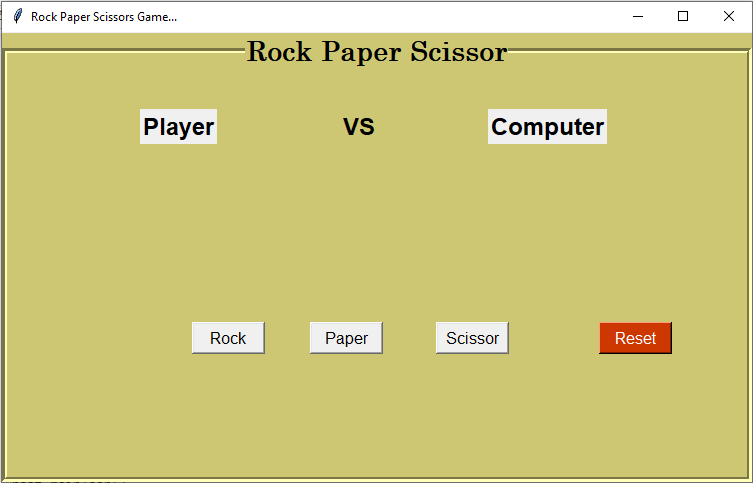 Rock Paper Scissors Game...
Rock Paper Scissor
Player VS Computer
Rock Paper Scissor Reset